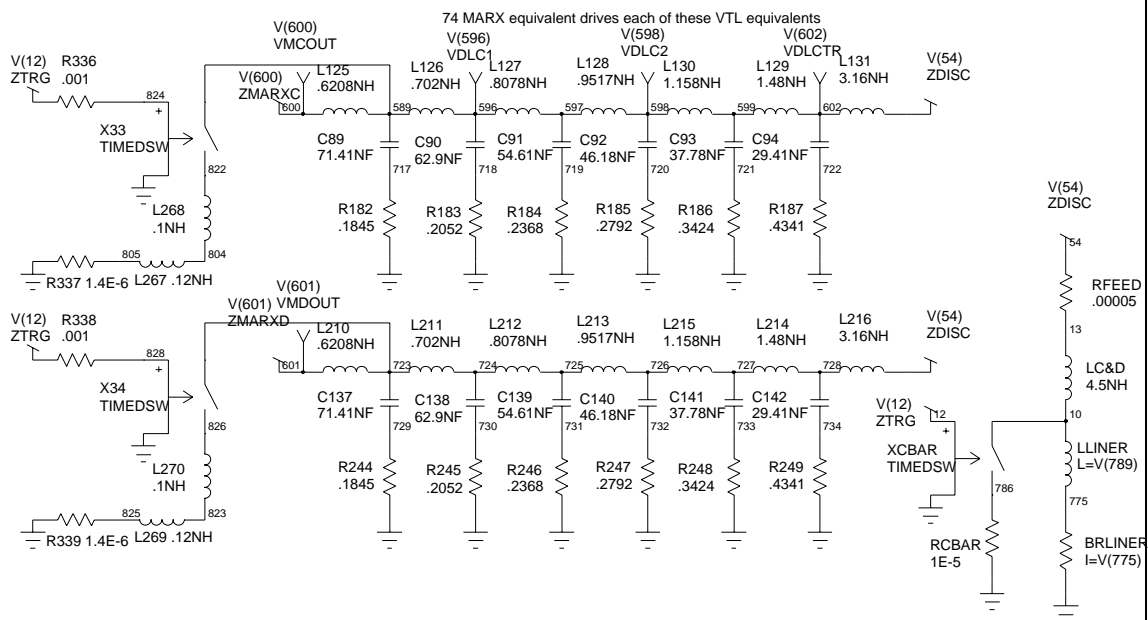 74 MARX equivalent drives each of these VTL equivalents
V(600)
VMCOUT
V(596)
VDLC1
V(598)
VDLC2
V(602)
VDLCTR
V(12)
ZTRG
R336
.001
824
+
X33
TIMEDSW
822
L268
.1NH
805
804
R337 1.4E-6
L267 .12NH
V(600)
ZMARXC
600
L125
.6208NH
589
L126
.702NH
596
L127
.8078NH
597
L128
.9517NH
598
L130
1.158NH
599
L129
1.48NH
602
L131
3.16NH
V(54)
ZDISC
C89
71.41NF
717
C90
62.9NF
718
C91
54.61NF
719
C92
46.18NF
720
C93
37.78NF
721
C94
29.41NF
722
R182
.1845
R183
.2052
R184
.2368
R185
.2792
R186
.3424
R187
.4341
V(601)
VMDOUT
V(12)
ZTRG
R338
.001
828
+
X34
TIMEDSW
826
L270
.1NH
825
823
R339 1.4E-6
L269 .12NH
V(601)
ZMARXD
601
L210
.6208NH
723
L211
.702NH
724
L212
.8078NH
725
L213
.9517NH
726
L215
1.158NH
727
L214
1.48NH
728
L216
3.16NH
V(54)
ZDISC
C137
71.41NF
729
C138
62.9NF
730
C139
54.61NF
731
C140
46.18NF
732
C141
37.78NF
733
C142
29.41NF
734
R244
.1845
R245
.2052
R246
.2368
R247
.2792
R248
.3424
R249
.4341
V(54)
ZDISC
54
RFEED
.00005
13
LC&D
4.5NH
10
V(12)
ZTRG
12
+
XCBAR
TIMEDSW
786
RCBAR
1E-5
LLINER
L=V(789)
775
BRLINER
I=V(775)